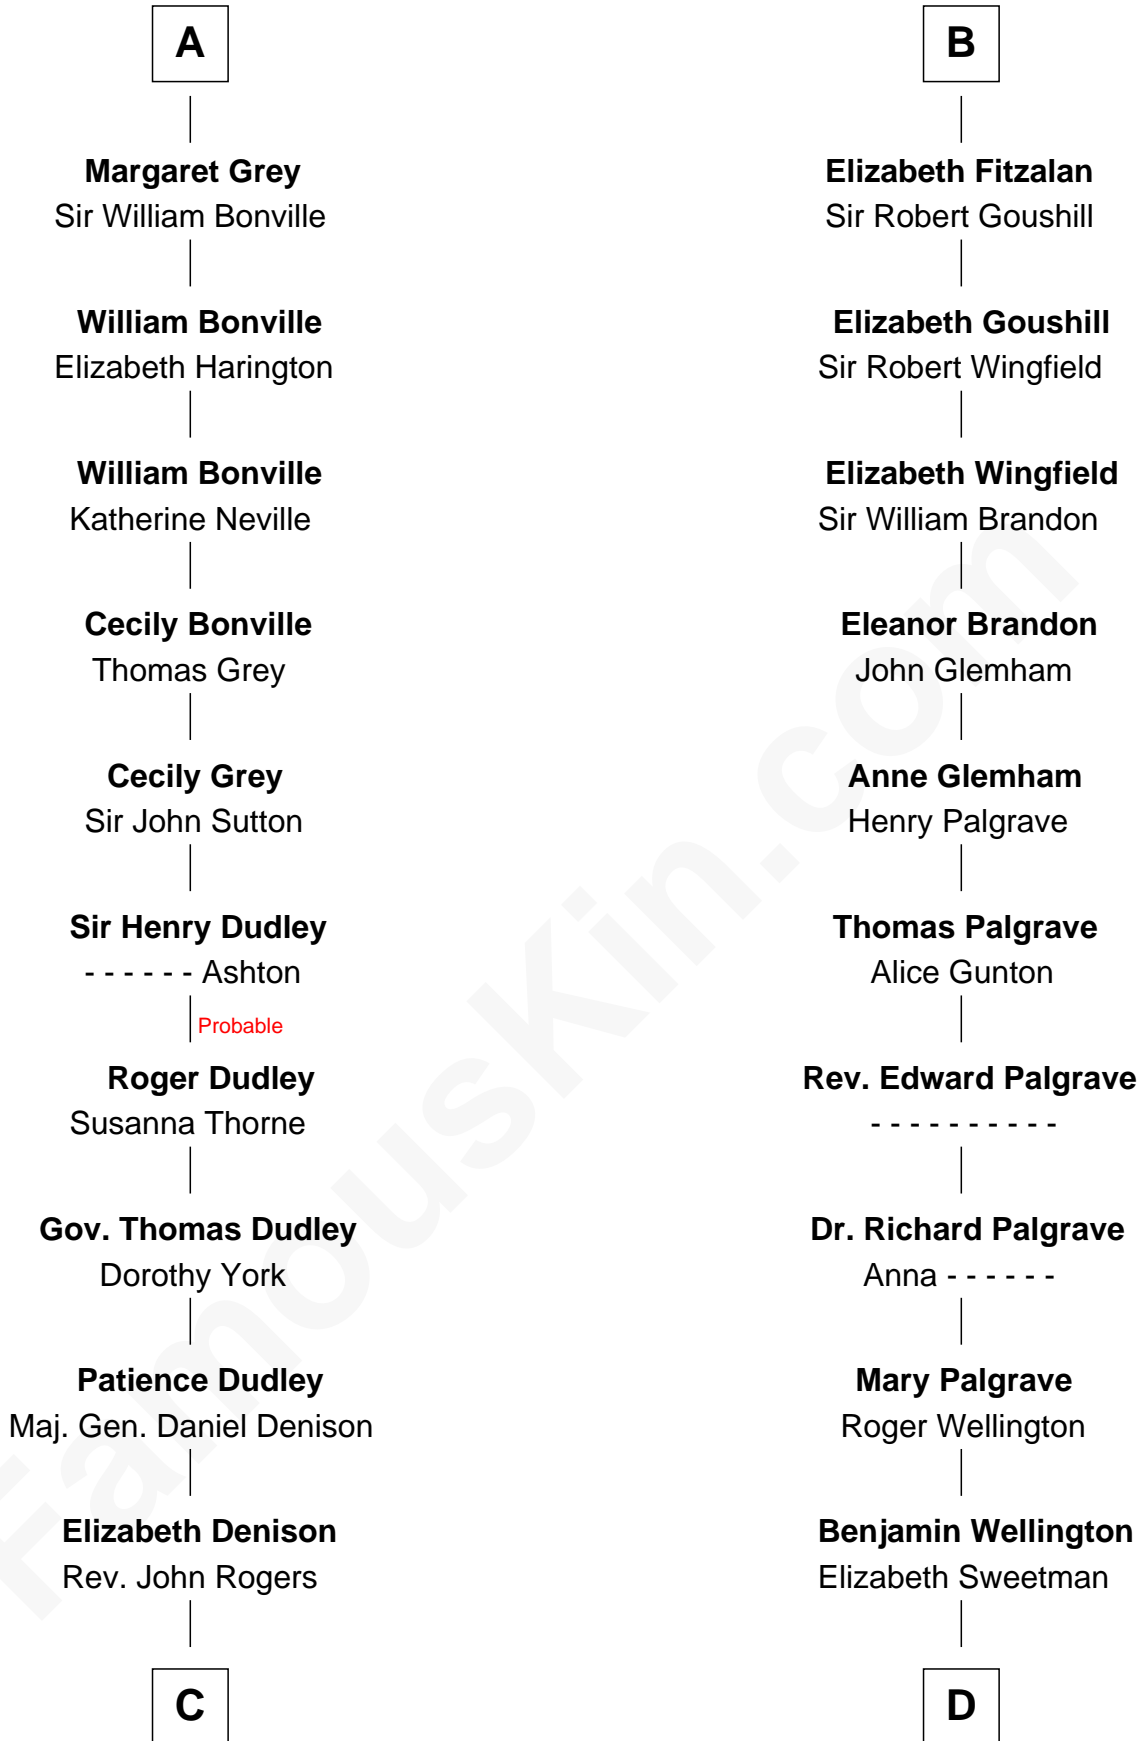 A
Margaret Grey
Sir William Bonville
William Bonville
Elizabeth Harington
William Bonville
Katherine Neville
Cecily Bonville
Thomas Grey
Cecily Grey
Sir John Sutton
Sir Henry Dudley
- - - - - - Ashton
Probable
Roger Dudley
Susanna Thorne
Gov. Thomas Dudley
Dorothy York
Patience Dudley
Maj. Gen. Daniel Denison
Elizabeth Denison
Rev. John Rogers
C
B
Elizabeth Fitzalan
Sir Robert Goushill
Elizabeth Goushill
Sir Robert Wingfield
Elizabeth Wingfield
Sir William Brandon
Eleanor Brandon
John Glemham
Anne Glemham
Henry Palgrave
Thomas Palgrave
Alice Gunton
Rev. Edward Palgrave
- - - - - - - - - -
Dr. Richard Palgrave
Anna - - - - - -
Mary Palgrave
Roger Wellington
Benjamin Wellington
Elizabeth Sweetman
D
FamousKin.com